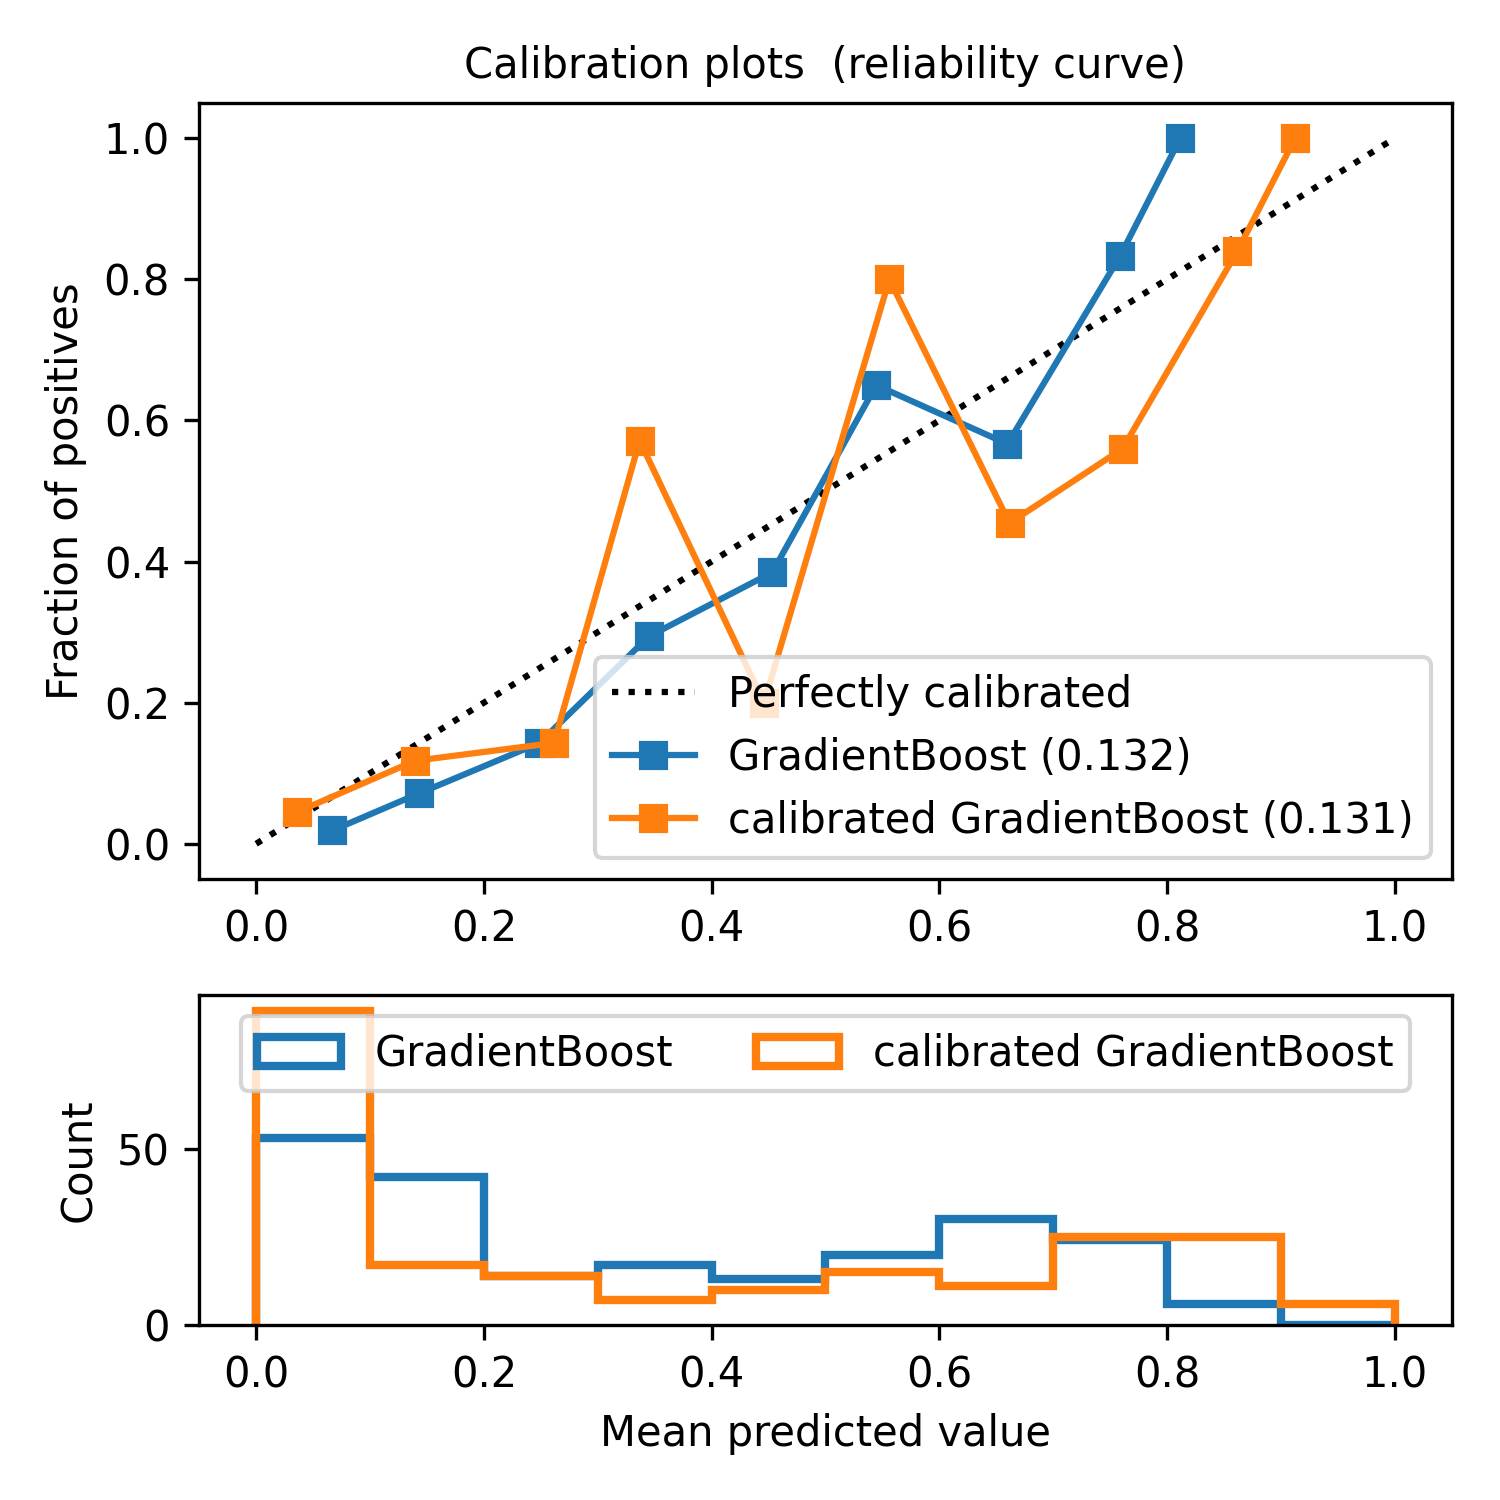 Calibration plots  (reliability curve)
1.0
0.8
0.6
0.4
0.2
0.0
Fraction of positives
Perfectly calibrated
GradientBoost (0.132)
calibrated GradientBoost (0.131)
0.0 0.2 0.4 0.6 0.8 1.0
GradientBoost calibrated GradientBoost
50
0
Count
0.0 0.2 0.4 0.6 0.8 1.0
Mean predicted value